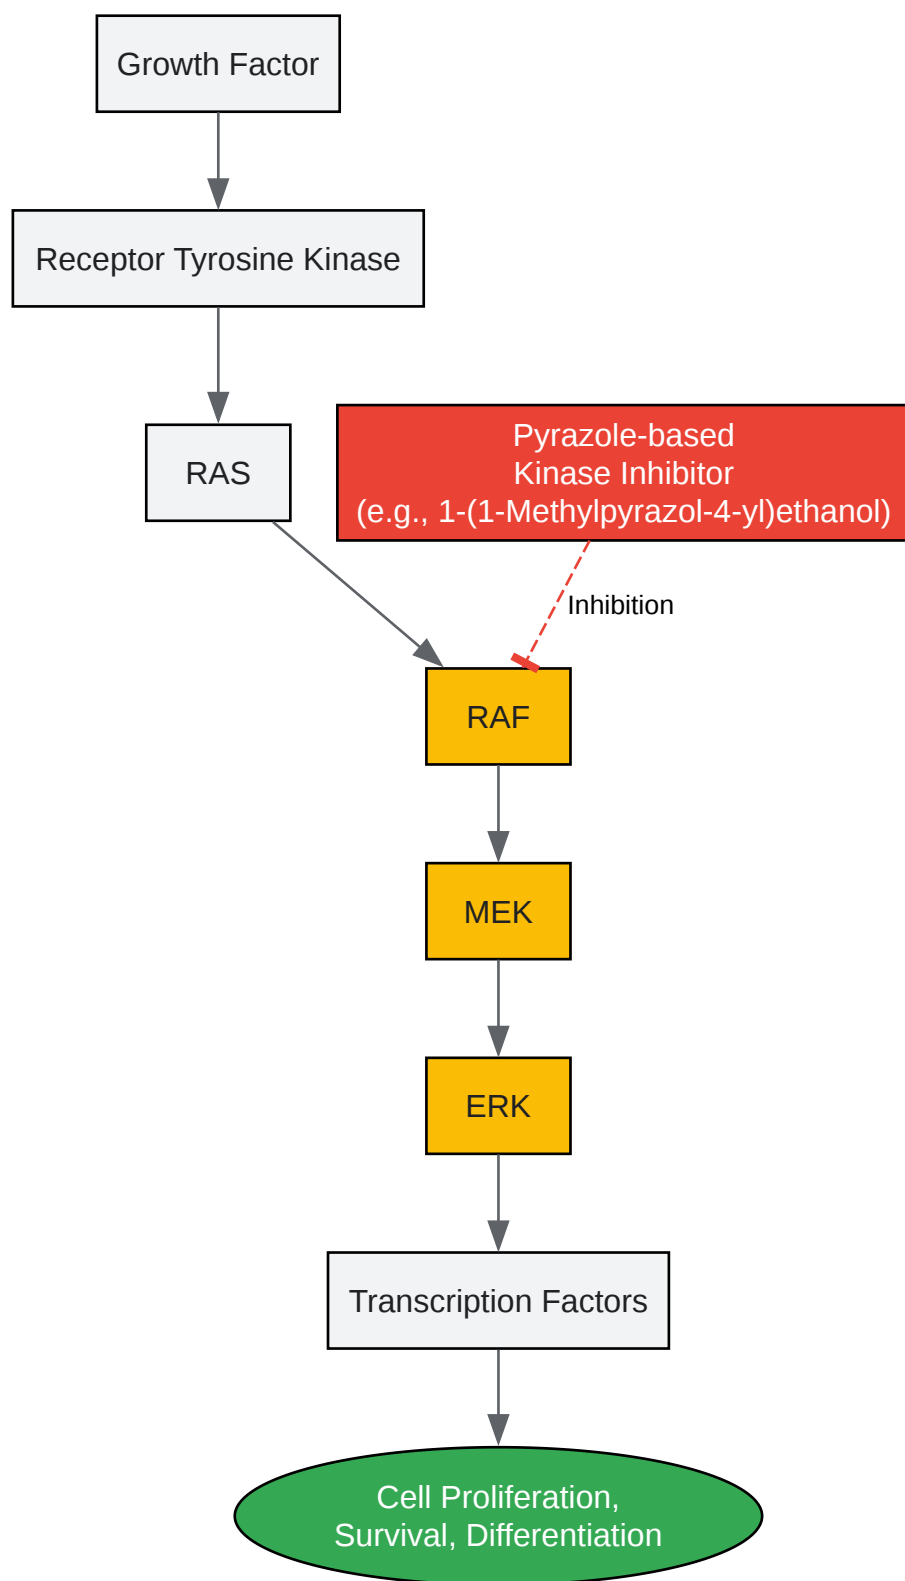 Growth Factor
Receptor Tyrosine Kinase
RAS
Pyrazole-based
Kinase Inhibitor
(e.g., 1-(1-Methylpyrazol-4-yl)ethanol)
Inhibition
RAF
MEK
ERK
Transcription Factors
Cell Proliferation,
Survival, Differentiation